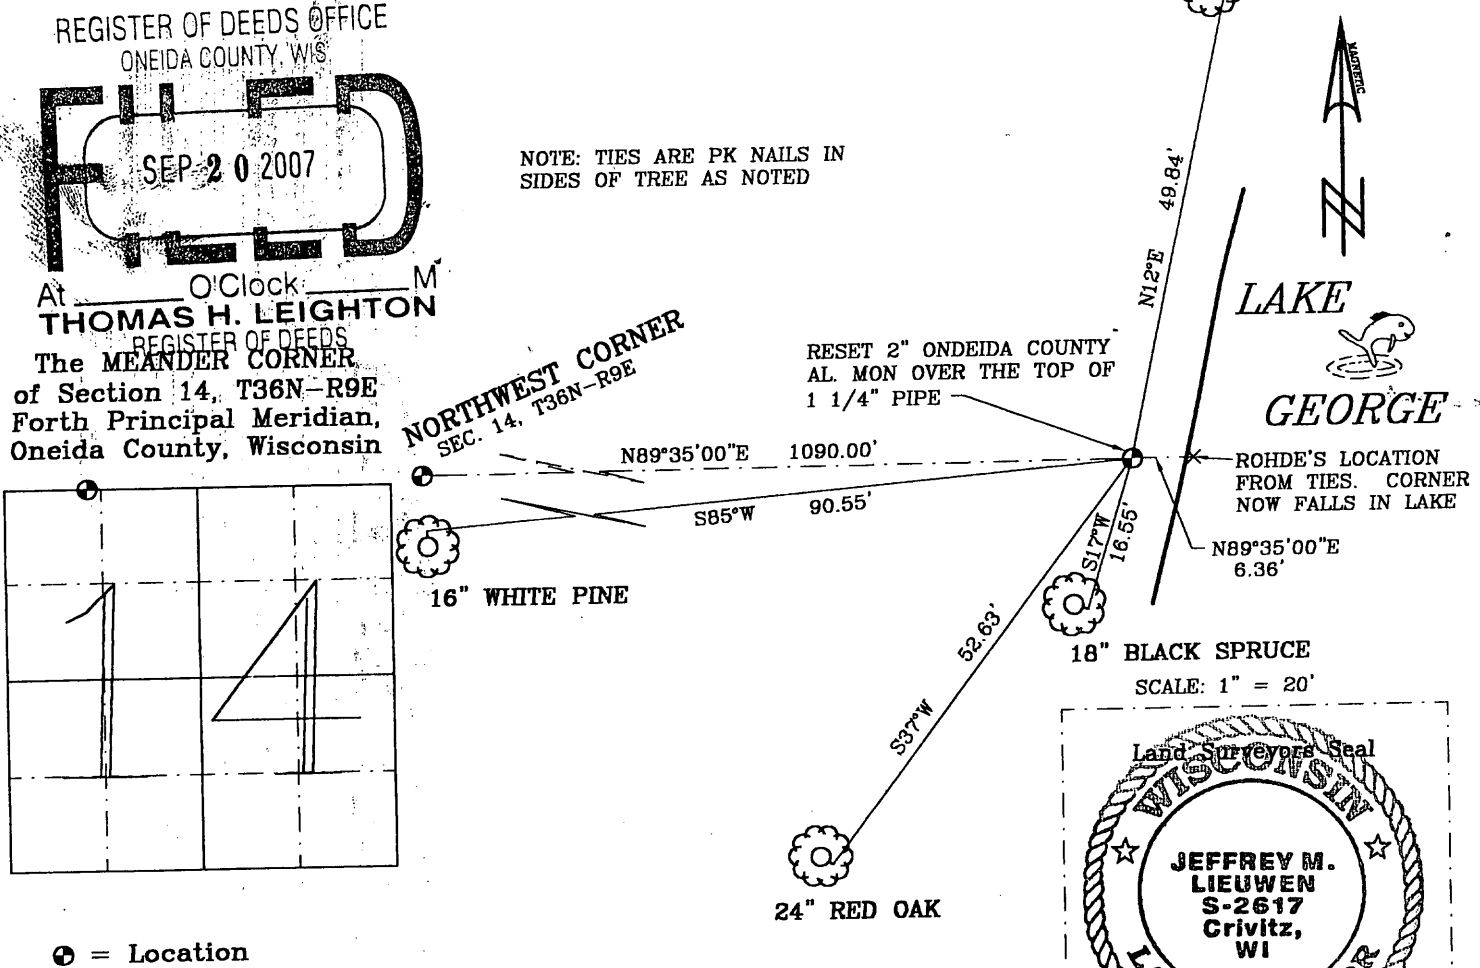 REGISTER OF DEEDS OFFICE
ONEIDA COUNTY, WIS
FILED
SEP 20 2007
At ________ O'Clock ________ M
THOMAS H. LEIGHTON
REGISTER OF DEEDS
The MEANDER CORNER
of Section 14, T36N-R9E
Forth Principal Meridian,
Oneida County, Wisconsin
NOTE: TIES ARE PK NAILS IN
SIDES OF TREE AS NOTED
MAGNETIC
N
N12°E 49.84'
LAKE
GEORGE
NORTHWEST CORNER
SEC. 14, T36N-R9E
RESET 2" ONDEIDA COUNTY
AL. MON OVER THE TOP OF
1 1/4" PIPE
N89°35'00"E 1090.00'
S85°W 90.55'
ROHDE'S LOCATION
FROM TIES. CORNER
NOW FALLS IN LAKE
N89°35'00"E
6.36'
S17°W
16.55'
16" WHITE PINE
14
S37°W 52.63'
18" BLACK SPRUCE
SCALE: 1" = 20'
24" RED OAK
Land Surveyors Seal
WISCONSIN
JEFFREY M.
LIEUWEN
S-2617
Crivitz,
WI
= Location